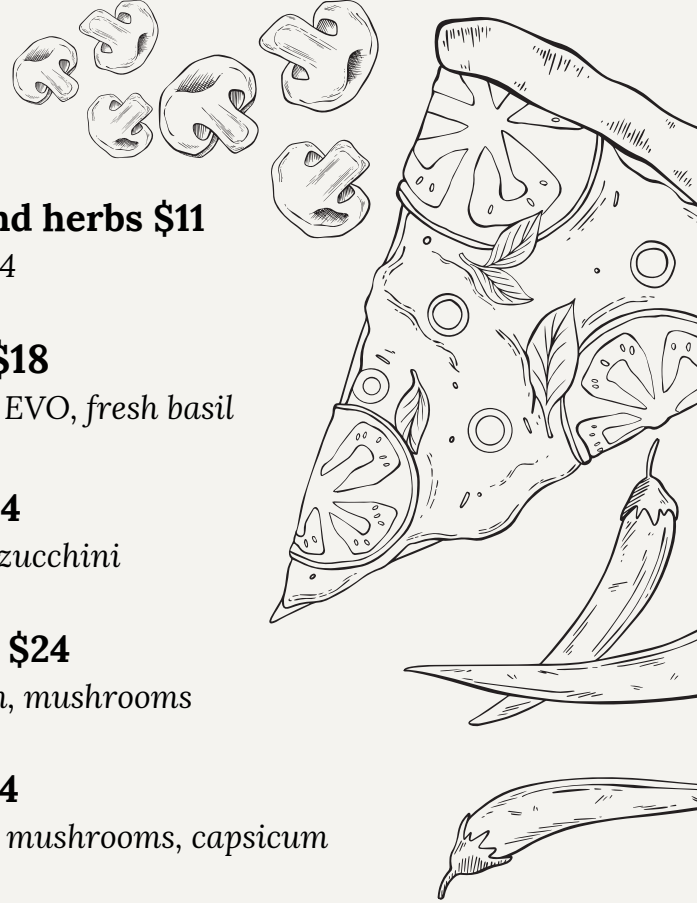 nd herbs $11
4
$18
EVO, fresh basil
4
zucchini
$24
n, mushrooms
4
mushrooms, capsicum